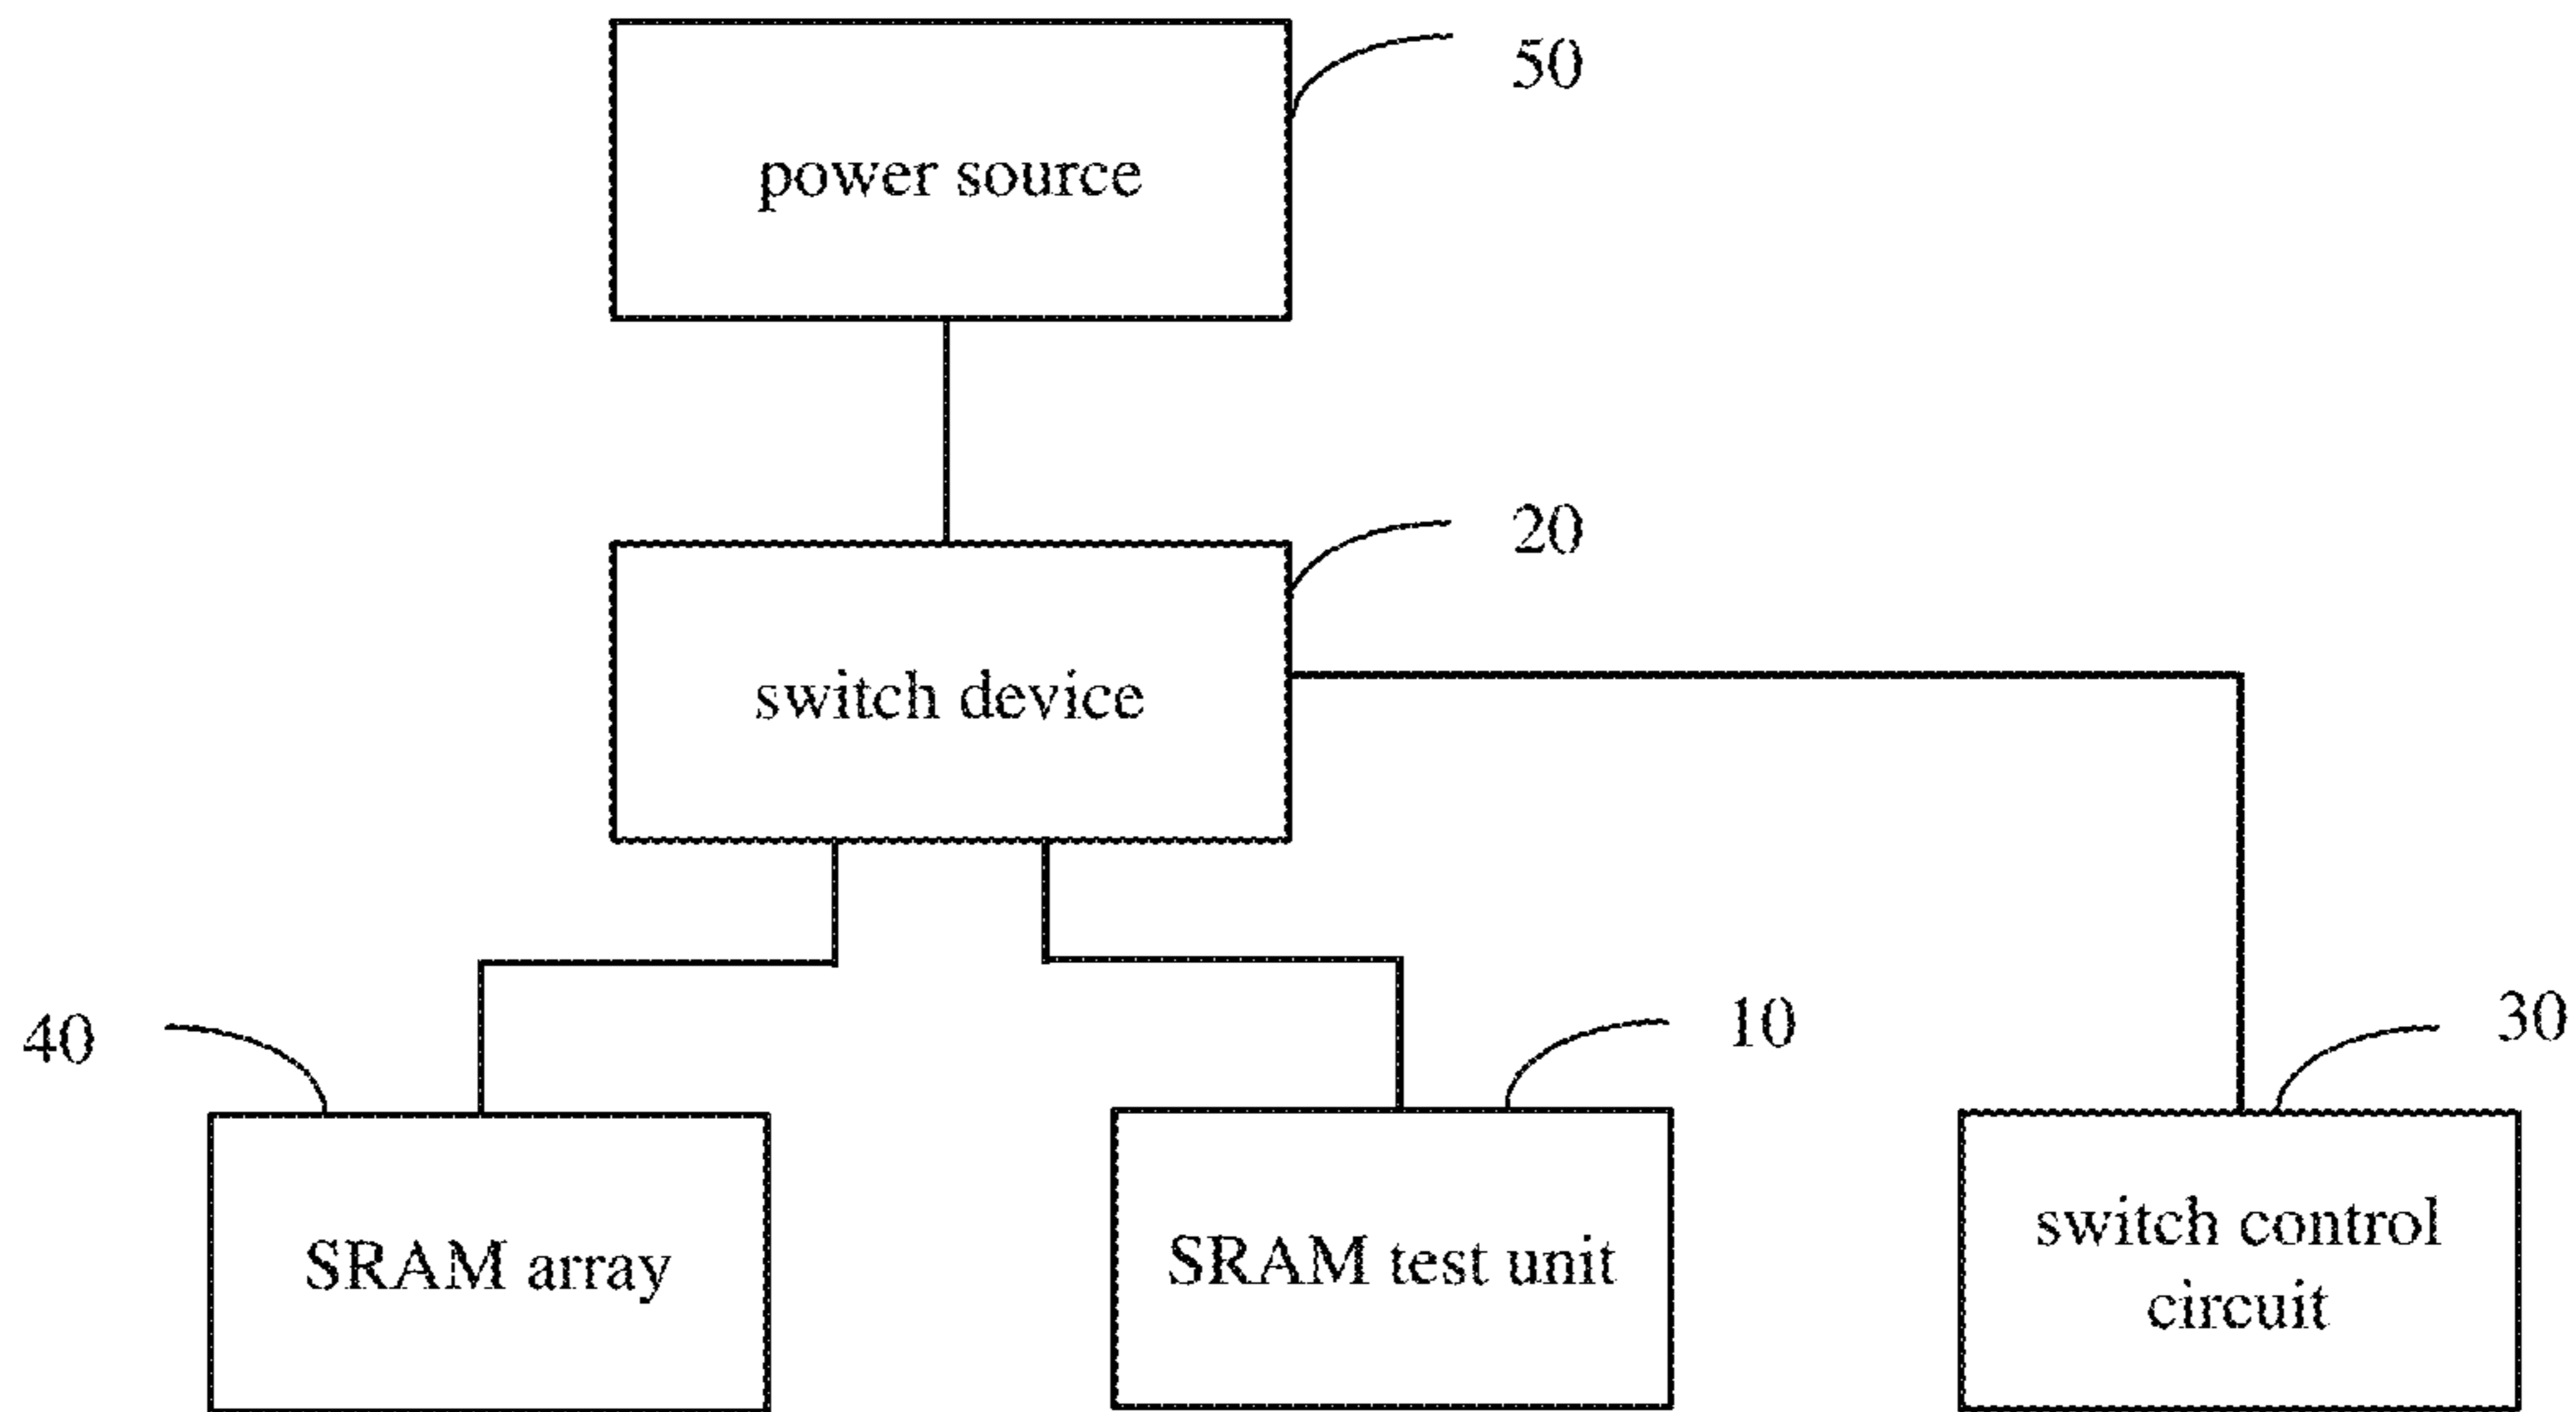 50
power source
20
switch device
40
10
30
SRAM array
SRAM test unit
switch control
circuit